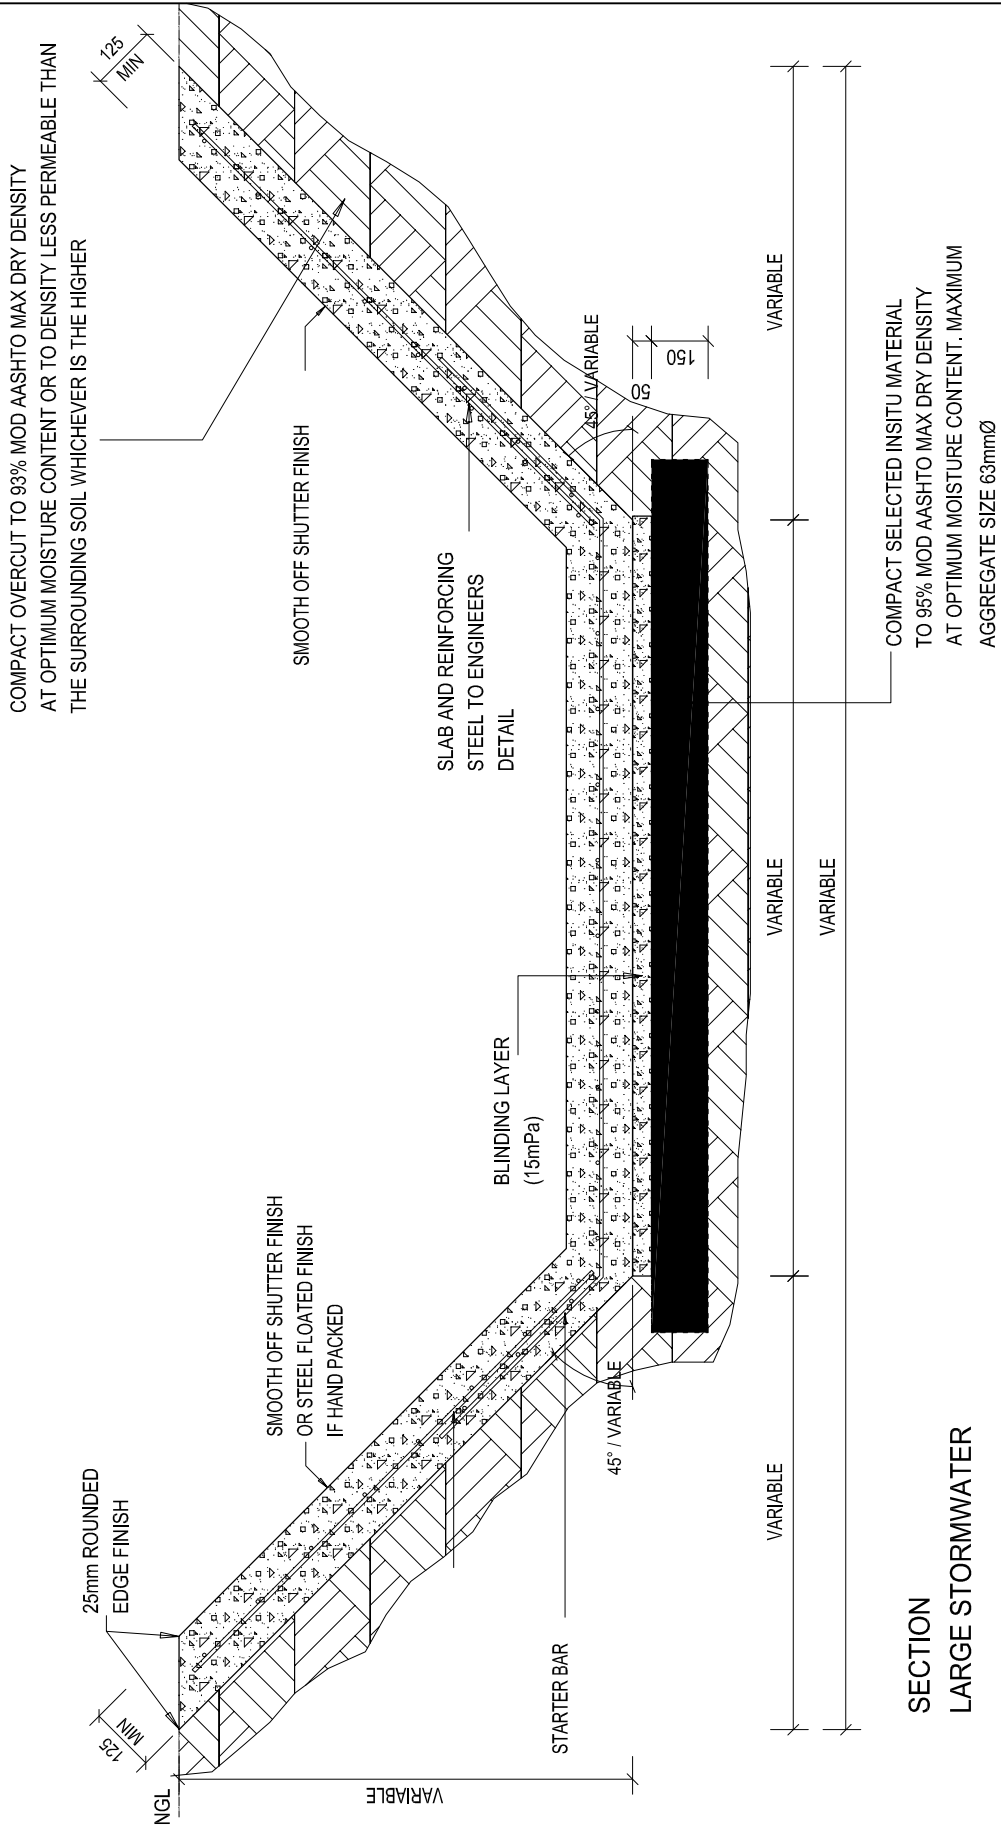 COMPACT OVERCUT TO 93% MOD AASHTO MAX DRY DENSITY
AT OPTIMUM MOISTURE CONTENT OR TO DENSITY LESS PERMEABLE THAN
THE SURROUNDING SOIL WHICHEVER IS THE HIGHER
125
MIN
SMOOTH OFF SHUTTER FINISH
SLAB AND REINFORCING
STEEL TO ENGINEERS
DETAIL
BLINDING LAYER
(15mPa)
SMOOTH OFF SHUTTER FINISH
OR STEEL FLOATED FINISH
IF HAND PACKED
25mm ROUNDED
EDGE FINISH
125
MIN
NGL
VARIABLE
STARTER BAR
45° / VARIABLE
45° VARIABLE
50
150
COMPACT SELECTED INSITU MATERIAL
TO 95% MOD AASHTO MAX DRY DENSITY
AT OPTIMUM MOISTURE CONTENT. MAXIMUM
AGGREGATE SIZE 63mmØ
VARIABLE
VARIABLE
VARIABLE
VARIABLE
SECTION
LARGE STORMWATER